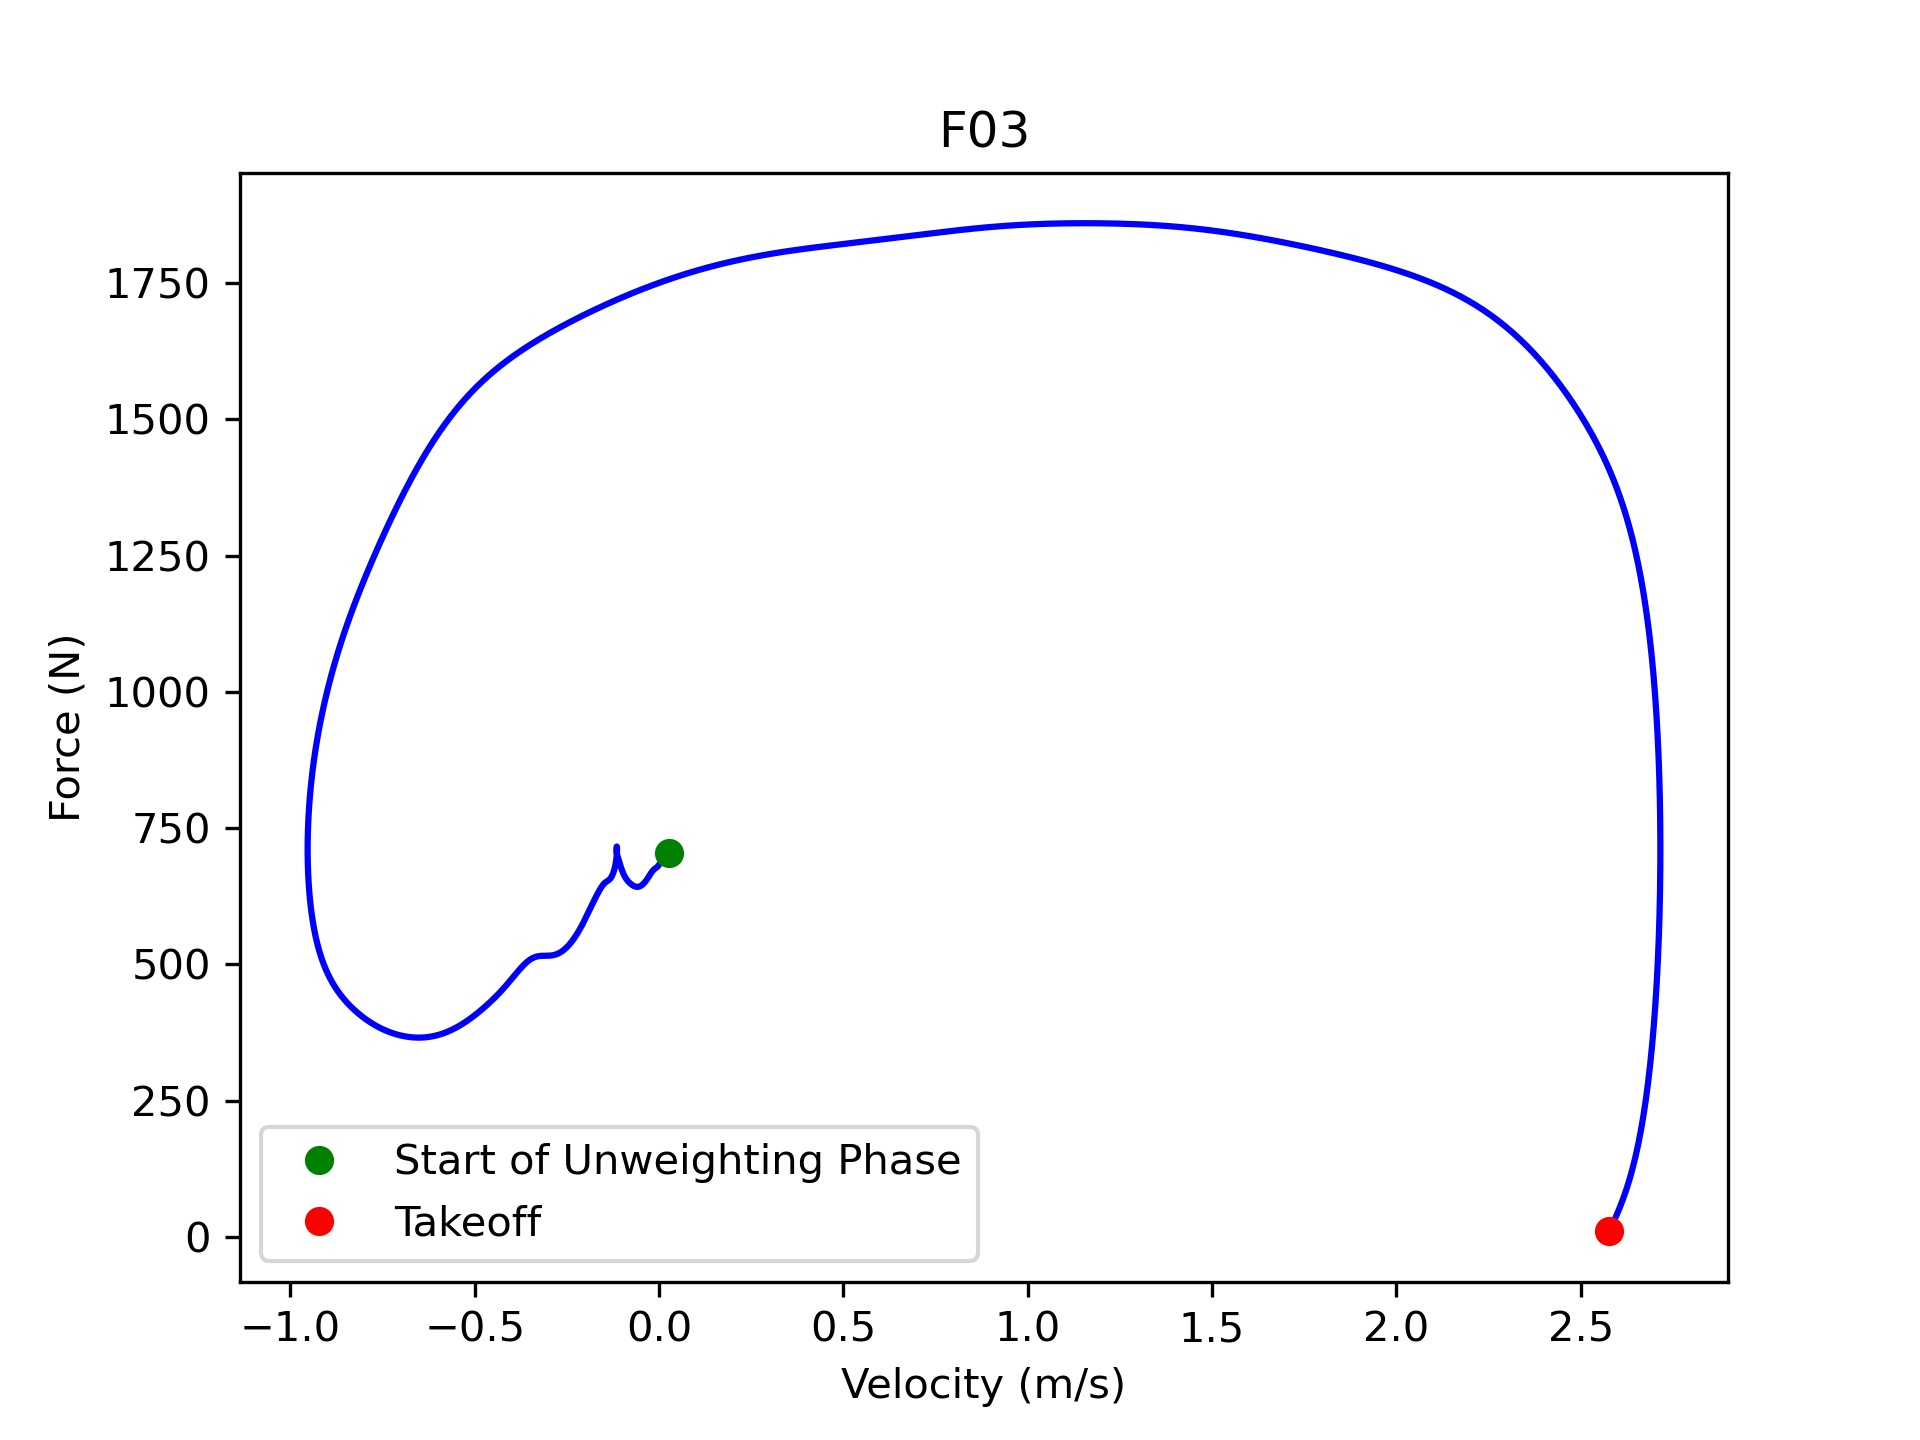 F03
1750
1500
1250
1000
750
500
250
0
Force (N)
Start of Unweighting Phase
Takeoff
−1.0 −0.5 0.0 0.5 1.0 1.5 2.0 2.5
Velocity (m/s)